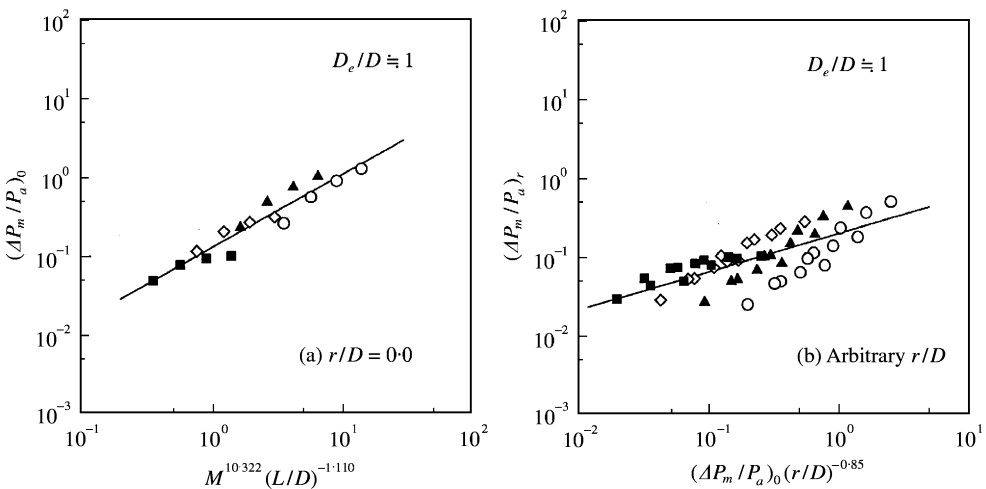 10²
10¹
10⁰
10⁻¹
10⁻²
10⁻³
(ΔPₘ/Pₐ)₀
Dₑ/D ≒ 1
(a) r/D = 0·0
10⁻¹ 10⁰ 10¹ 10²
M¹⁰·³²² (L/D)⁻¹·¹¹⁰
10²
10¹
10⁰
10⁻¹
10⁻²
10⁻³
(ΔPₘ/Pₐ)ᵣ
Dₑ/D ≒ 1
(b) Arbitrary r/D
10⁻² 10⁻¹ 10⁰ 10¹
(ΔPₘ/Pₐ)₀ (r/D)⁻⁰·⁸⁵